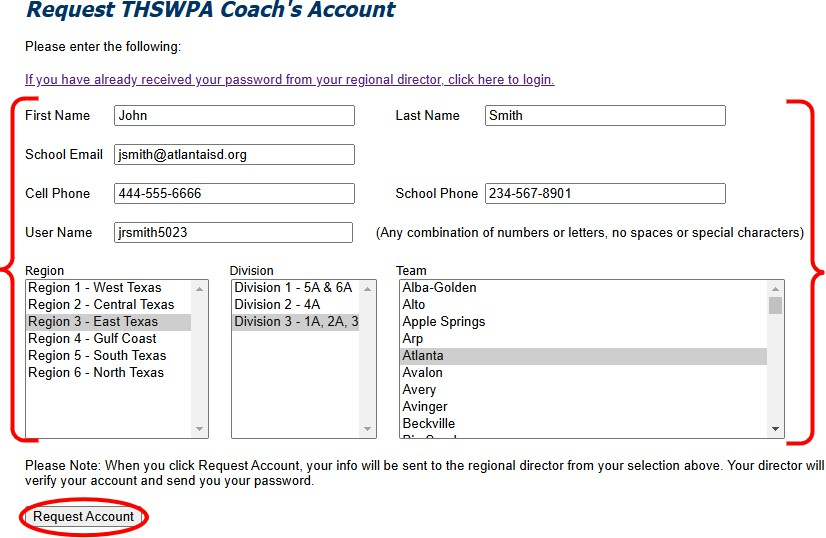 Request THSWPA Coach's Account
Please enter the following:
If you have already received your password from your regional director, click here to login.
First Name John Last Name Smith
School Email jsmith@atlantaisd.org
Cell Phone 444-555-6666 School Phone 234-567-8901
User Name jrsmith5023 (Any combination of numbers or letters, no spaces or special characters)
Region Division Team
Region 1 - West Texas Division 1 - 5A & 6A Alba-Golden
Region 2 - Central Texas Division 2 - 4A Alto
Region 3 - East Texas Division 3 - 1A, 2A, 3 Apple Springs
Region 4 - Gulf Coast Arp
Region 5 - South Texas Atlanta
Region 6 - North Texas Avalon
Avery
Avinger
Beckville
Please Note: When you click Request Account, your info will be sent to the regional director from your selection above. Your director will
verify your account and send you your password.
Request Account